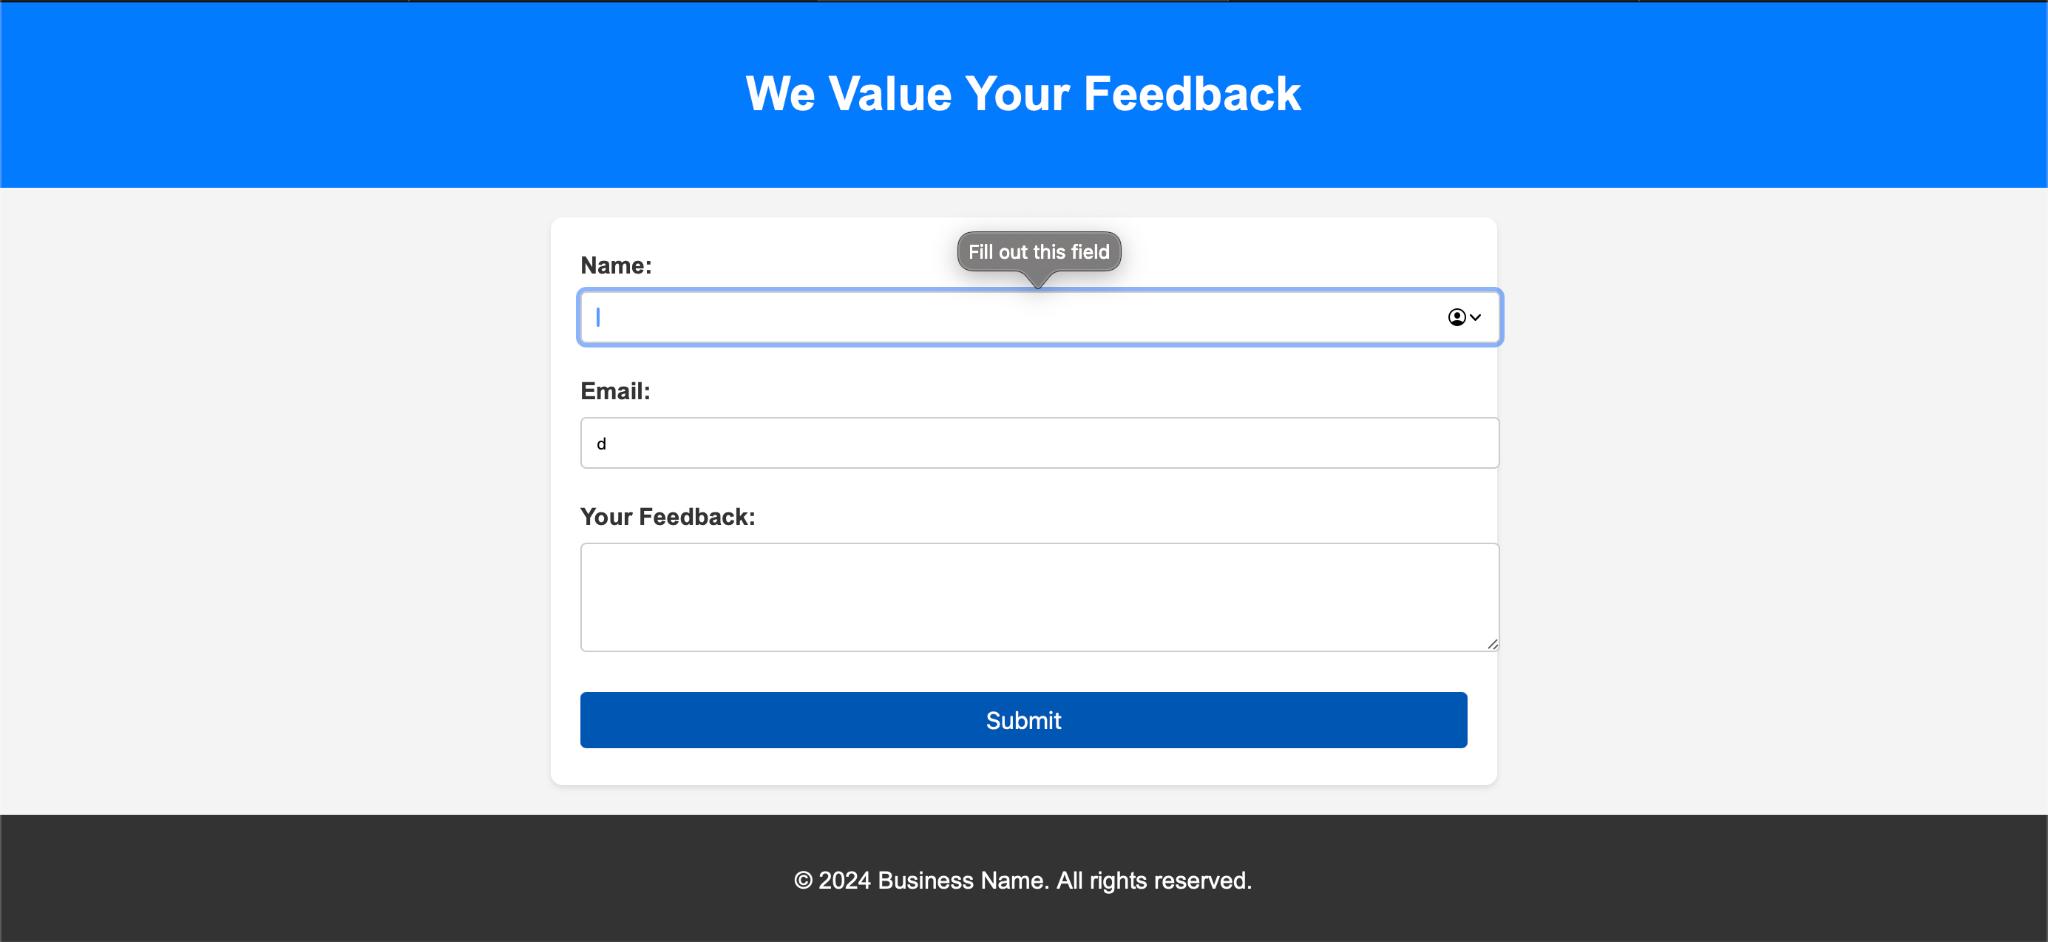 We Value Your Feedback
Fill out this field
Name:
Email:
d
Your Feedback:
Submit
© 2024 Business Name. All rights reserved.